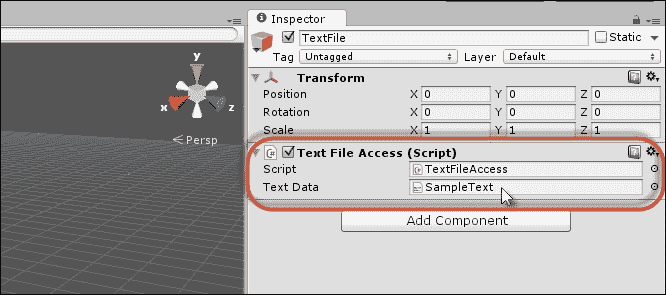 Inspector
TextFile Static
Tag Untagged Layer Default
Transform
Position X 0 Y 0 Z 0
Rotation X 0 Y 0 Z 0
Scale X 1 Y 1 Z 1
Text File Access (Script)
Script TextFileAccess
Text Data SampleText
Add Component
y
x z
Persp